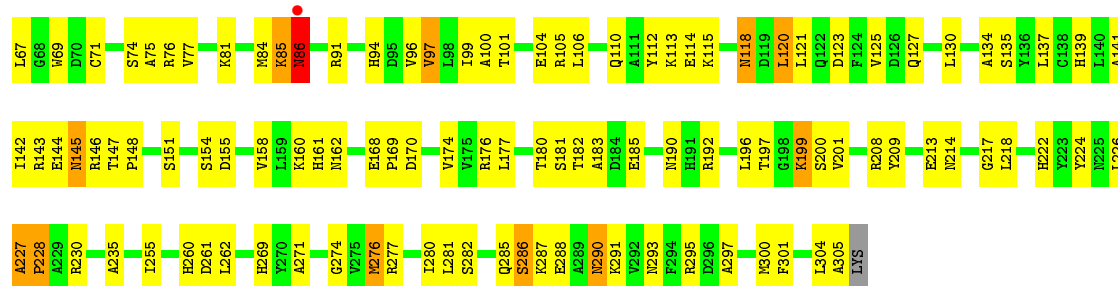 L67 G68 W69 D70 C71 S74 A75 R76 V77 K81 M84 K85 N86 R91 H94 D95 V96 V97 L98 I99 A100 T101 E104 R105 L106 Q110 A111 Y112 K113 E114 K115 N118 D119 L120 L121 Q122 D123 F124 V125 D126 Q127 L130 A134 S135 Y136 L137 C138 H139 L140 A141
I142 R143 E144 N145 R146 T147 P148 S151 S154 D155 V158 L159 K160 H161 N162 E168 P169 D170 V174 V175 R176 L177 T180 S181 T182 A183 D184 E185 N190 H191 R192 L196 T197 G198 K199 S200 V201 R208 Y209 E213 N214 G217 L218 H222 Y223 Y224 N225
A227 P228 A229 R230 A235 I255 H260 D261 L262 H269 Y270 A271 G274 V275 M276 R277 I280 L281 S282 Q285 S286 K287 E288 A289 N290 K291 V292 N293 F294 R295 D296 A297 M300 F301 L304 A305 LYS